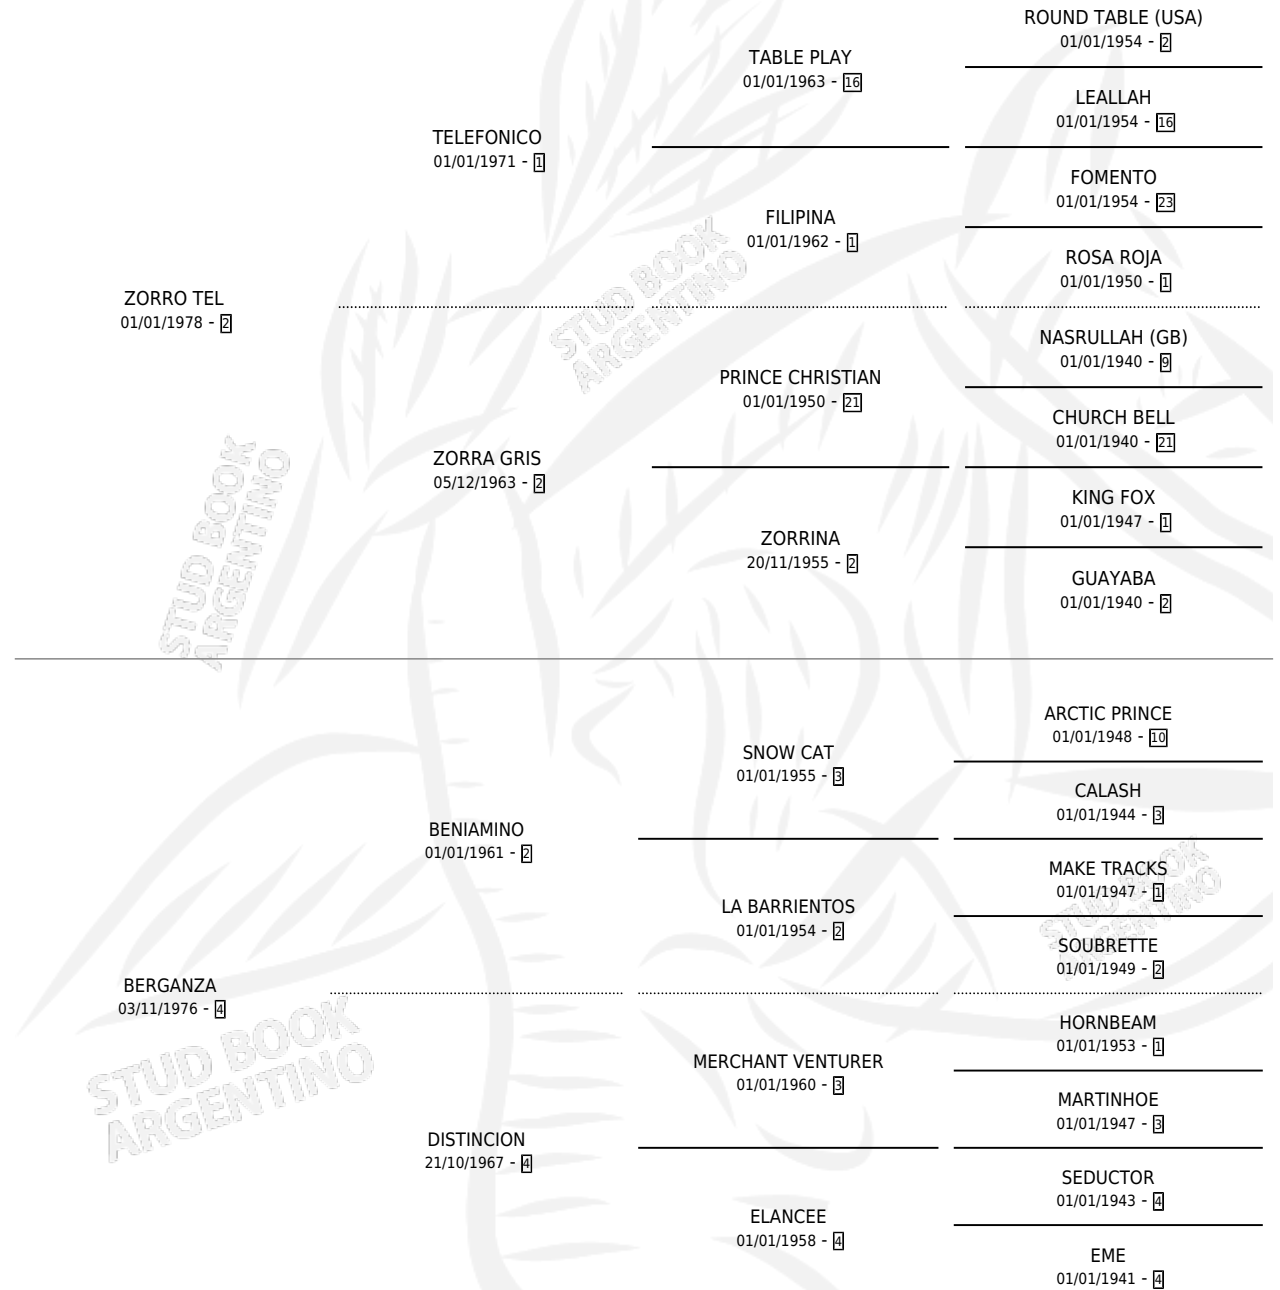 ROUND TABLE (USA)
01/01/1954 - 2
TABLE PLAY
01/01/1963 - 16
LEALLAH
01/01/1954 - 16
TELEFONICO
01/01/1971 - 1
FOMENTO
01/01/1954 - 23
FILIPINA
01/01/1962 - 1
ROSA ROJA
01/01/1950 - 1
ZORRO TEL
01/01/1978 - 2
NASRULLAH (GB)
01/01/1940 - 9
PRINCE CHRISTIAN
01/01/1950 - 21
CHURCH BELL
01/01/1940 - 21
ZORRA GRIS
05/12/1963 - 2
KING FOX
01/01/1947 - 1
ZORRINA
20/11/1955 - 2
GUAYABA
01/01/1940 - 2
STUD BOOK
ARGENTINO
STUD BOOK
ARGENTINO
ARCTIC PRINCE
01/01/1948 - 10
SNOW CAT
01/01/1955 - 3
CALASH
01/01/1944 - 3
BENIAMINO
01/01/1961 - 2
MAKE TRACKS
01/01/1947 - 1
LA BARRIENTOS
01/01/1954 - 2
SOUBRETTE
01/01/1949 - 2
BERGANZA
03/11/1976 - 4
HORNBEAM
01/01/1953 - 1
MERCHANT VENTURER
01/01/1960 - 3
MARTINHOE
01/01/1947 - 3
DISTINCION
21/10/1967 - 4
SEDUCTOR
01/01/1943 - 4
ELANCEE
01/01/1958 - 4
EME
01/01/1941 - 4
STUD BOOK
ARGENTINO
STUD BOOK
ARGENTINO